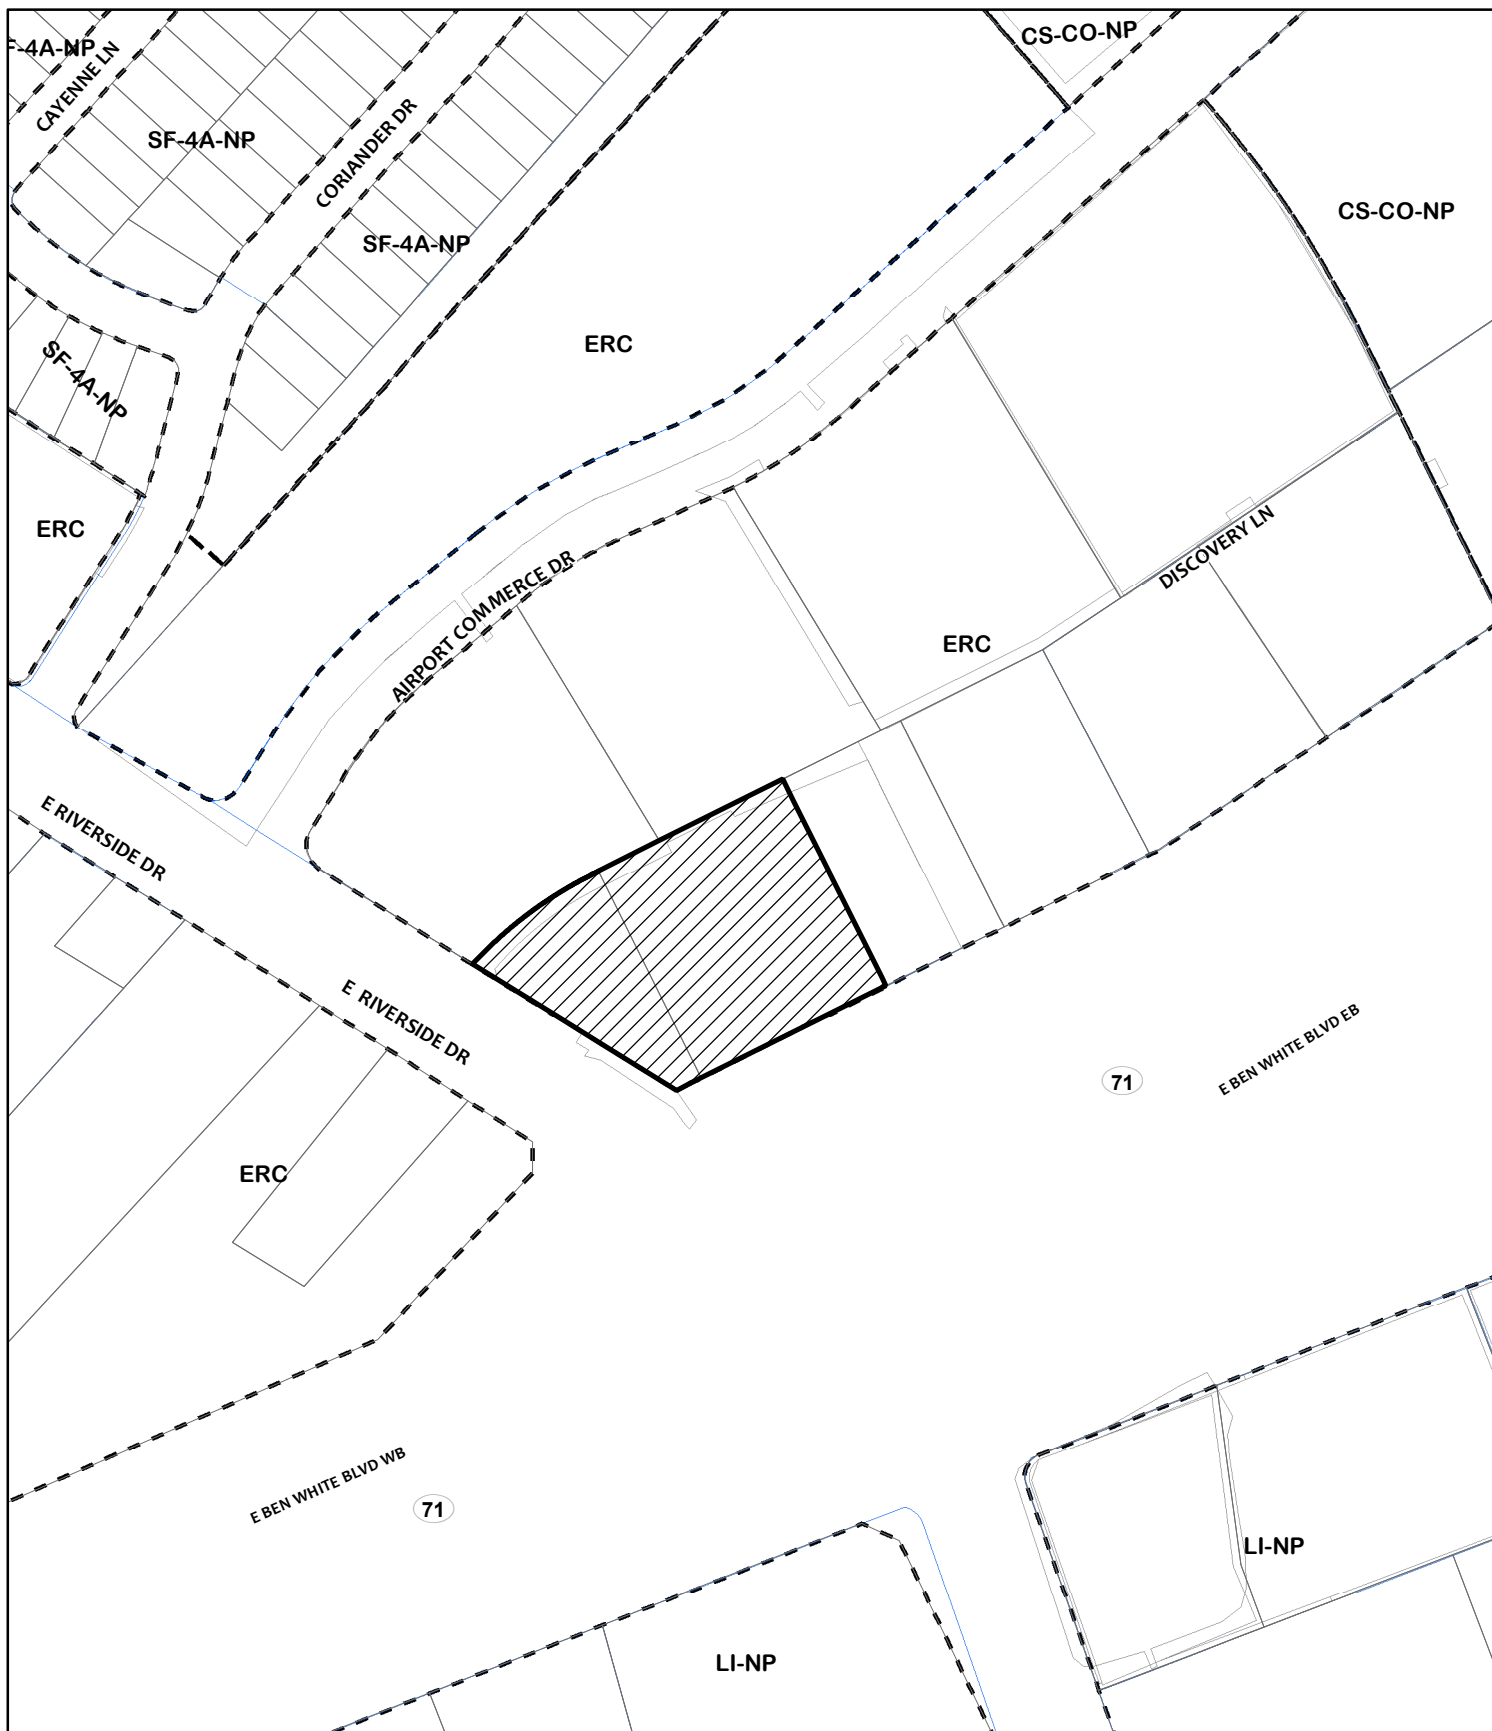 CS-CO-NP
F-4A-NP
CAYENNE LN
SF-4A-NP
CORIANDER DR
CS-CO-NP
SF-4A-NP
ERC
SF-4A-NP
ERC
DISCOVERY LN
AIRPORT COMMERCE DR
ERC
E RIVERSIDE DR
E RIVERSIDE DR
E BEN WHITE BLVD EB
71
ERC
E BEN WHITE BLVD WB
71
LI-NP
LI-NP